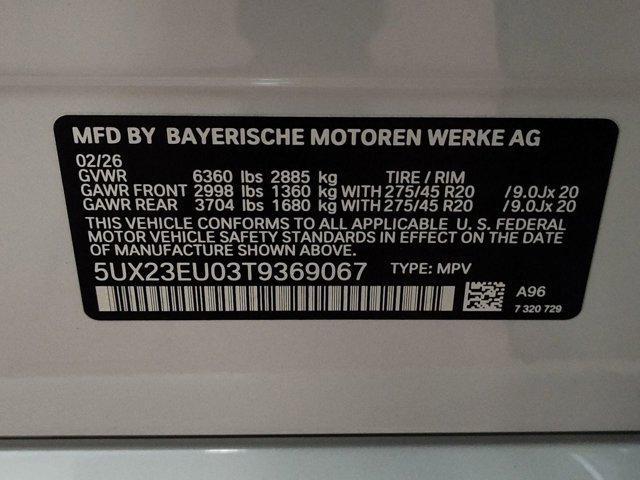 MFD BY BAYERISCHE MOTOREN WERKE AG
02/26
GVWR 6360 lbs 2885 kg TIRE / RIM
GAWR FRONT 2998 lbs 1360 kg WITH 275/45 R20 /9.0Jx 20
GAWR REAR 3704 lbs 1680 kg WITH 275/45 R20 /9.0Jx 20
THIS VEHICLE CONFORMS TO ALL APPLICABLE U. S. FEDERAL
MOTOR VEHICLE SAFETY STANDARDS IN EFFECT ON THE DATE
OF MANUFACTURE SHOWN ABOVE.
5UX23EU03T9369067 TYPE: MPV
A96
7 320 729